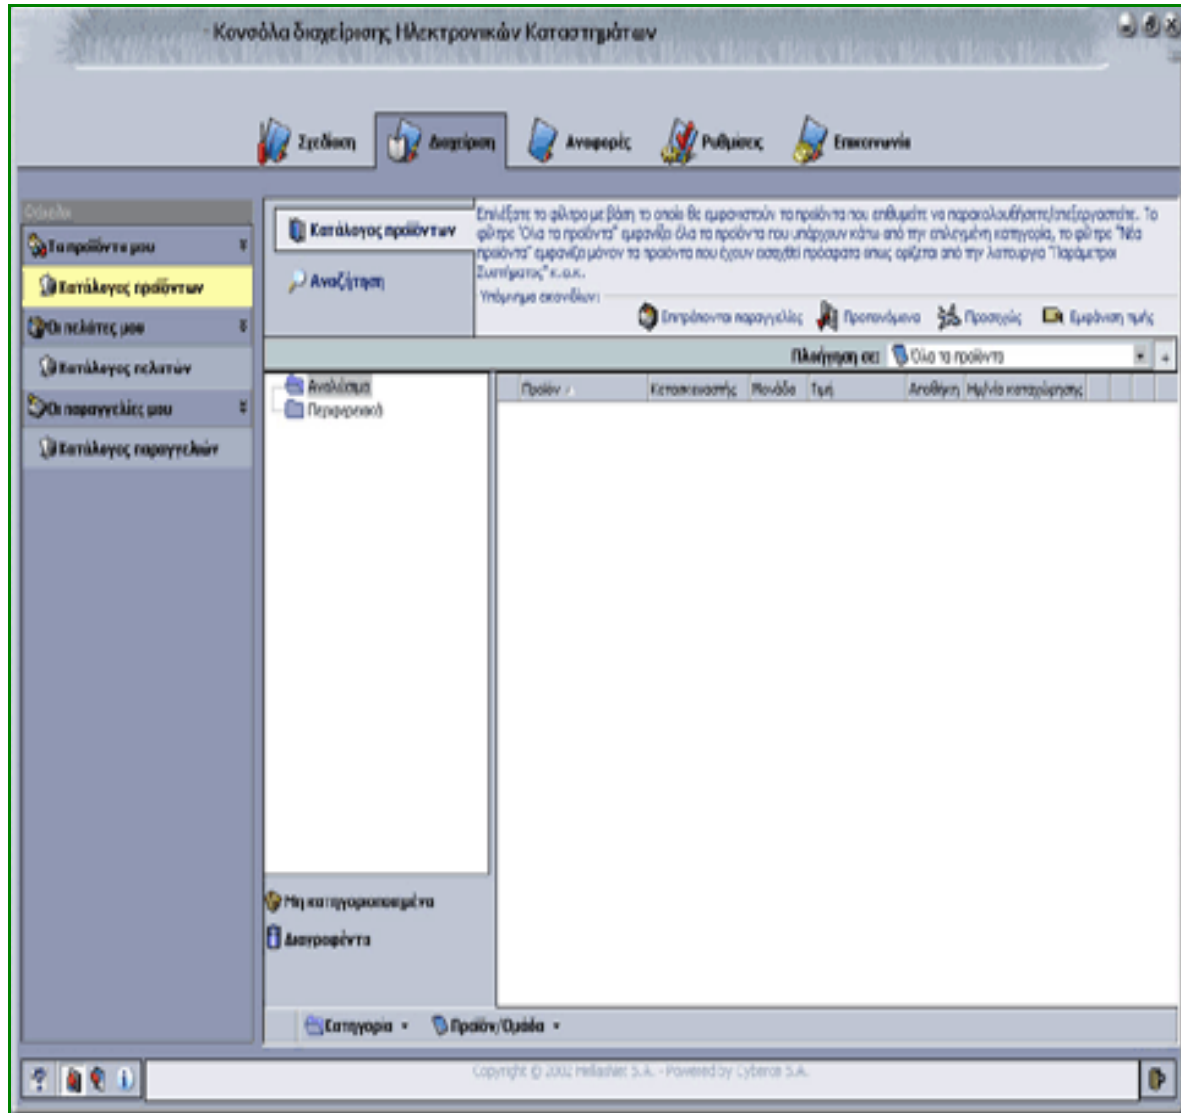 Κονσόλα διαχείρισης Ηλεκτρονικών Καταστημάτων
Σχεδίαση
Διαχείριση
Αναφορές
Ρυθμίσεις
Επικοινωνία
Τα προϊόντα μου
Κατάλογος προϊόντων
Οι πελάτες μου
Κατάλογος πελατών
Οι παραγγελίες μου
Κατάλογος παραγγελιών
Κατάλογος προϊόντων
Αναζήτηση
Επιλέξατε το φίλτρο με βάση το οποίο θα εμφανιστούν τα προϊόντα που επιθυμείτε να παρακολουθήσετε/επεξεργαστείτε. Το
φίλτρο "Όλα τα προϊόντα" εμφανίζει όλα τα προϊόντα που υπάρχουν κάτω από την επιλεγμένη κατηγορία, το φίλτρο "Νέα
προϊόντα" εμφανίζει μόνον τα προϊόντα που έχουν εισαχθεί πρόσφατα όπως ορίζεται από την λειτουργία "Παράμετροι
Συστήματος" κ.ο.κ.
Υπόμνημα εικονιδίων:
Επιτρέπονται παραγγελίες
Προτεινόμενα
Προσεχώς
Εμφάνιση τιμής
Πλοήγηση σε:
Όλα τα προϊόντα
Αναλώσιμα
Περιφερειακά
Προϊόν
Κατασκευαστής
Μονάδα
Τιμή
Αποθήκη
Ημ/νία καταχώρησης
Μη κατηγοριοποιημένα
Διαγραφέντα
Κατηγορία
Προϊόν/Ομάδα
Copyright © 2002 HellasNet S.A. - Powered by Cyberce S.A.